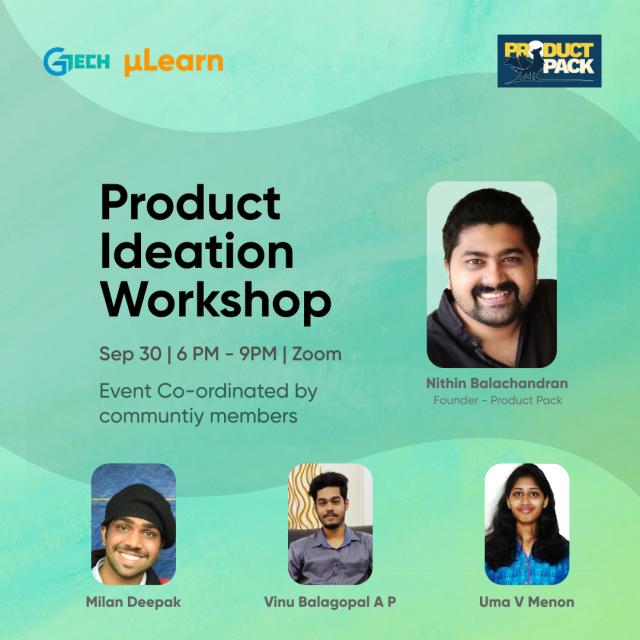 GTECH µLearn
PRODUCT
PACK
Product
Ideation
Workshop
Sep 30 | 6 PM - 9PM | Zoom
Event Co-ordinated by
communtiy members
Nithin Balachandran
Founder - Product Pack
Milan Deepak
Vinu Balagopal A P
Uma V Menon